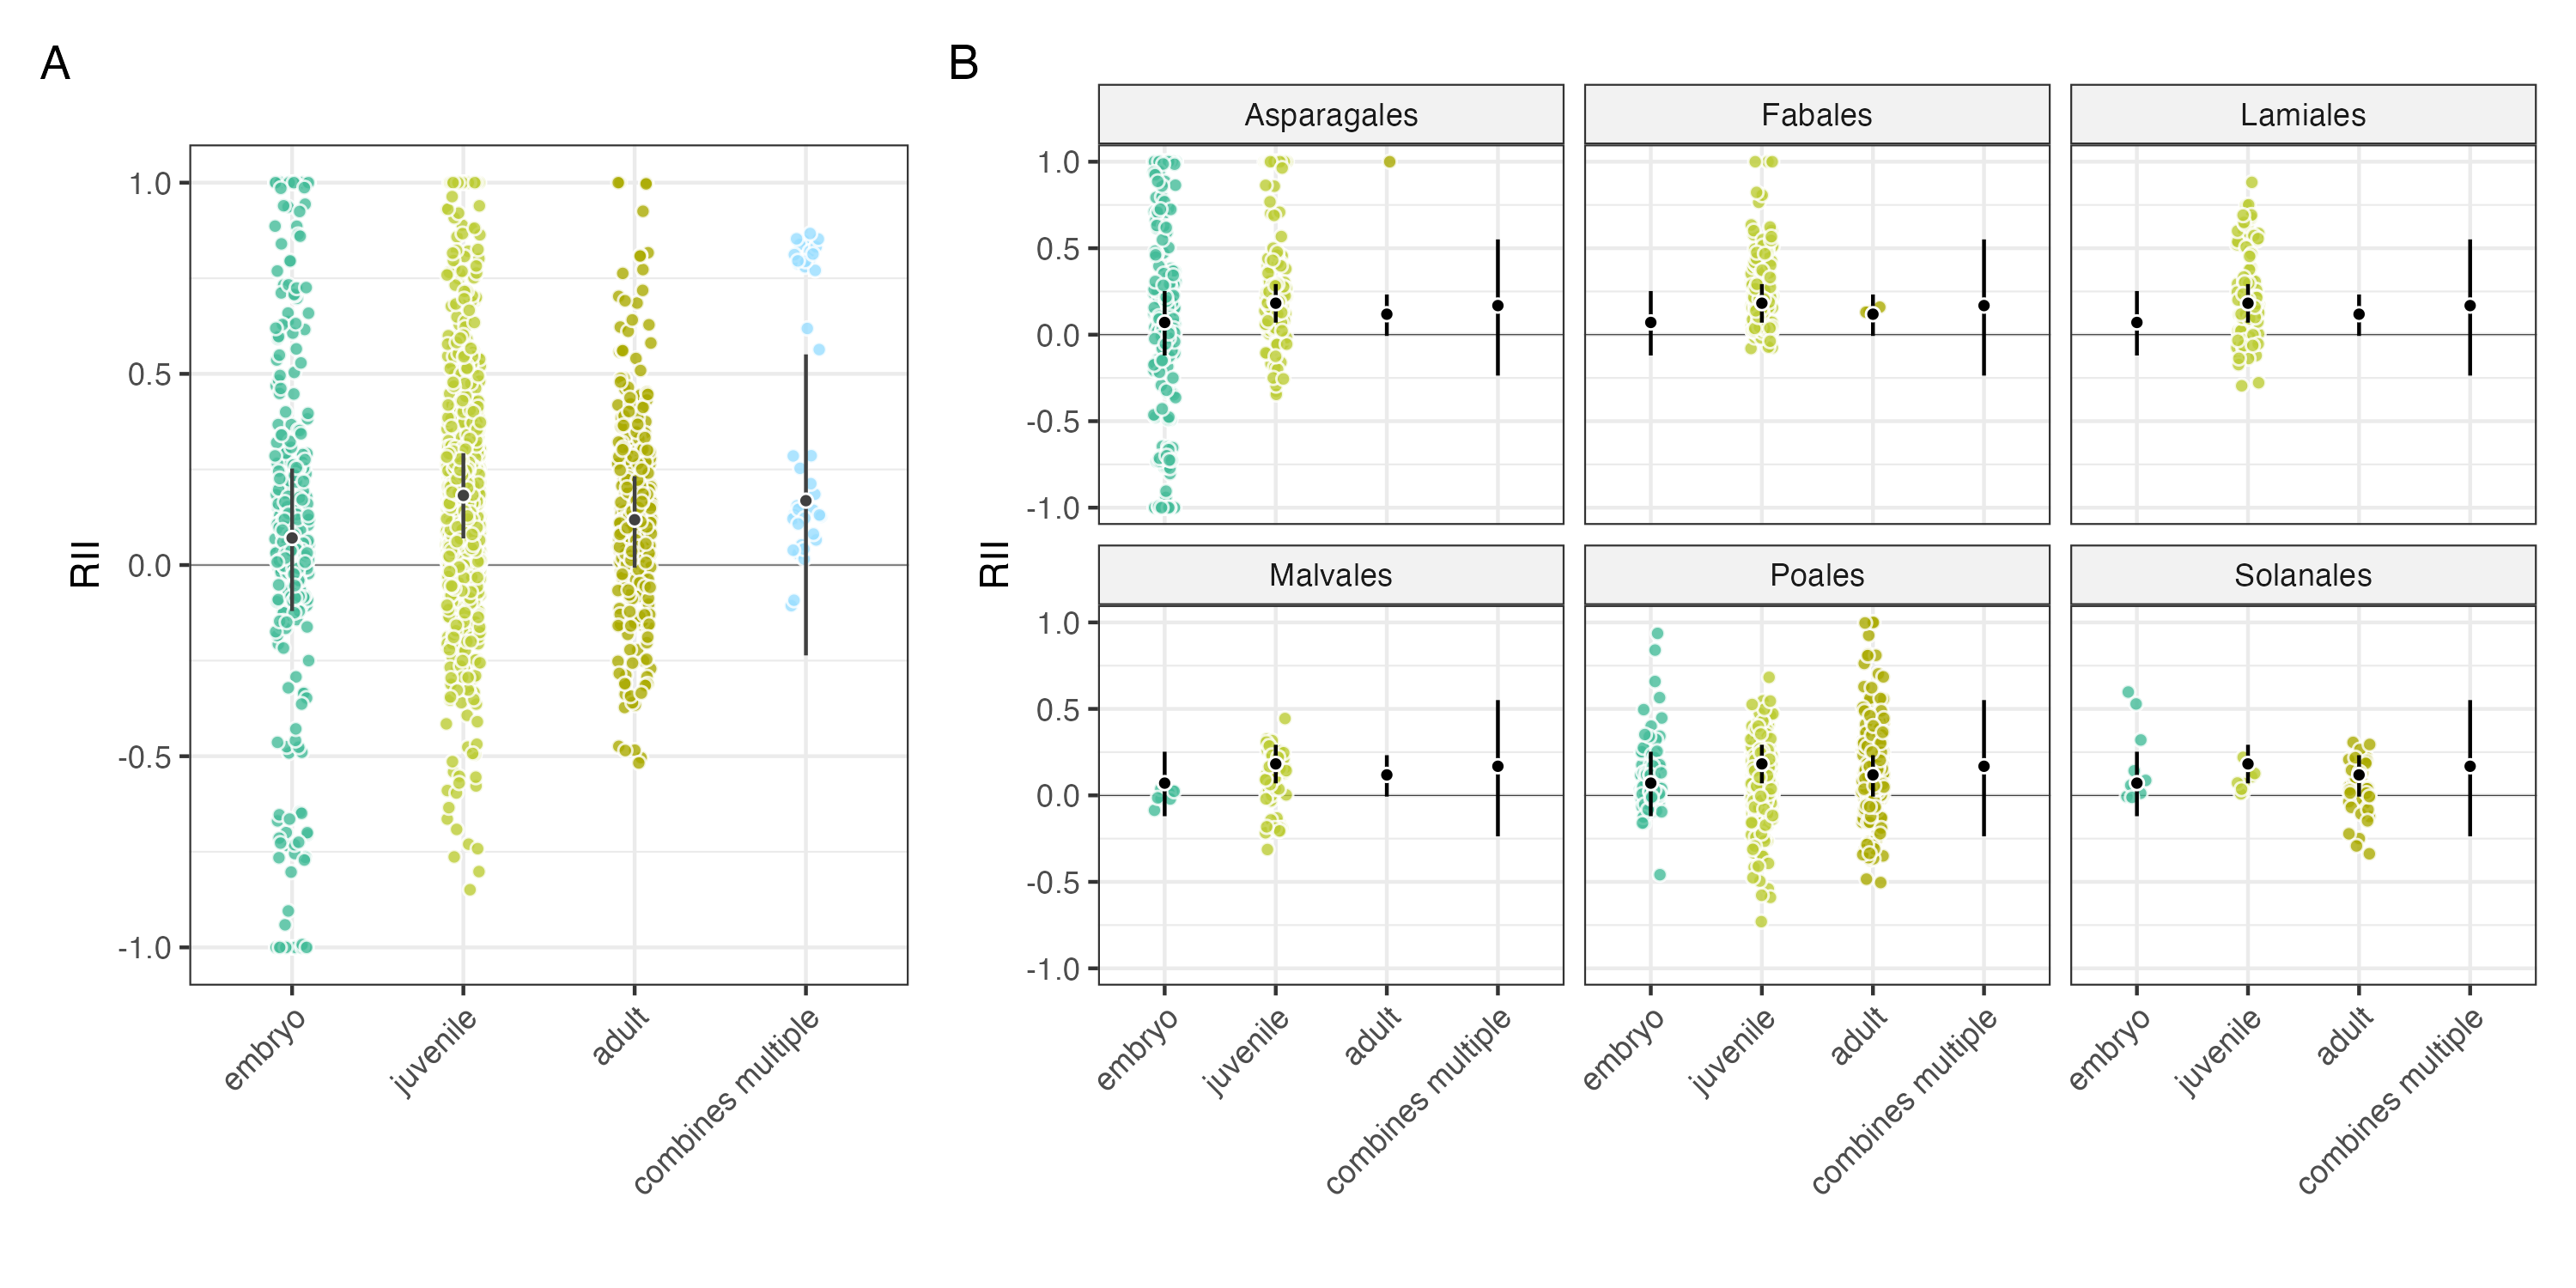 A
B
RII
1.0
0.5
0.0
-0.5
-1.0
embryo
juvenile
adult
combines multiple
RII
Asparagales
Fabales
Lamiales
1.0
0.5
0.0
-0.5
-1.0
Malvales
Poales
Solanales
1.0
0.5
0.0
-0.5
-1.0
embryo
juvenile
adult
combines multiple
embryo
juvenile
adult
combines multiple
embryo
juvenile
adult
combines multiple